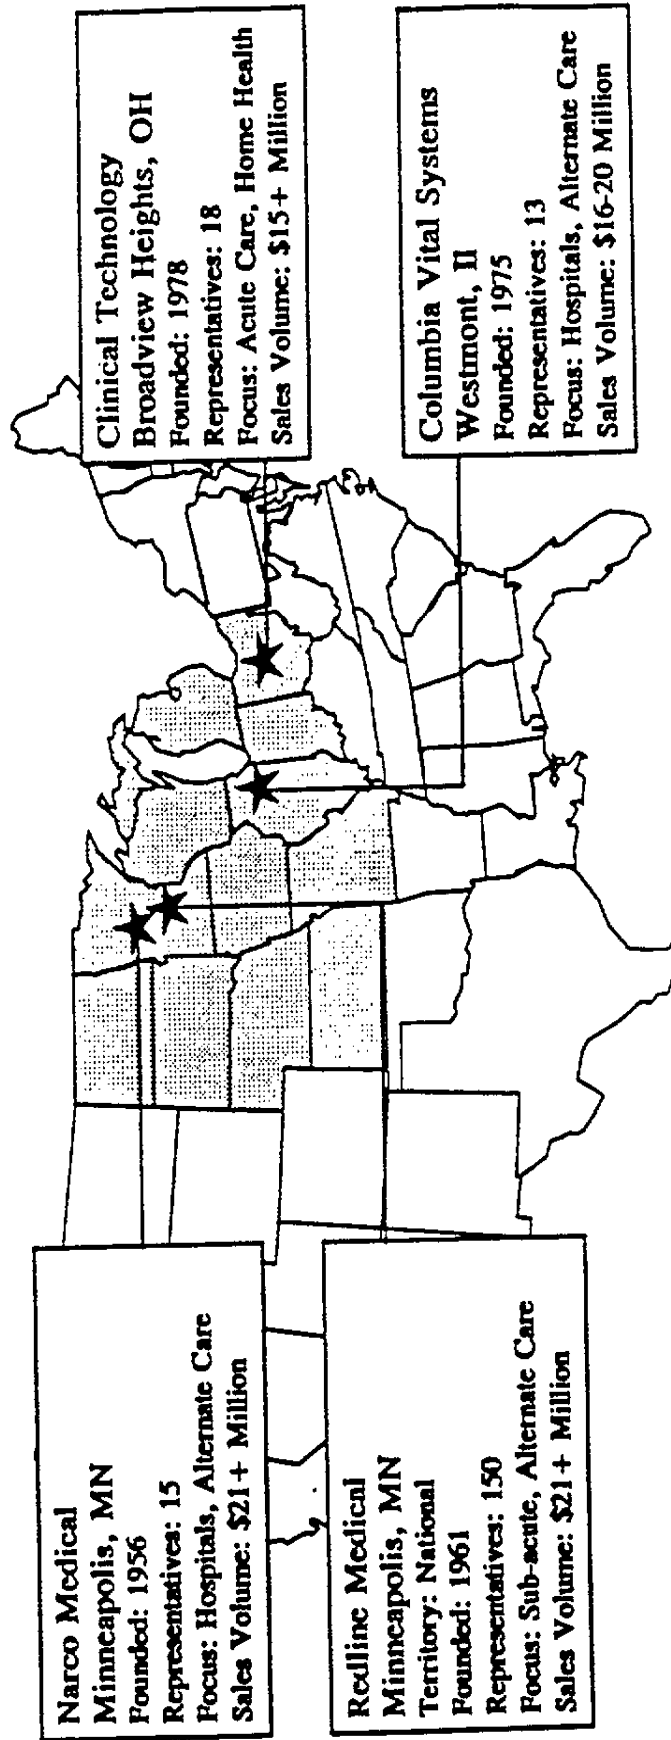 Narco Medical
Minneapolis, MN
Founded: 1956
Representatives: 15
Focus: Hospitals, Alternate Care
Sales Volume: $21+ Million
Redline Medical
Minneapolis, MN
Territory: National
Founded: 1961
Representatives: 150
Focus: Sub-acute, Alternate Care
Sales Volume: $21+ Million
Clinical Technology
Broadview Heights, OH
Founded: 1978
Representatives: 18
Focus: Acute Care, Home Health
Sales Volume: $15+ Million
Columbia Vital Systems
Westmont, Il
Founded: 1975
Representatives: 13
Focus: Hospitals, Alternate Care
Sales Volume: $16-20 Million